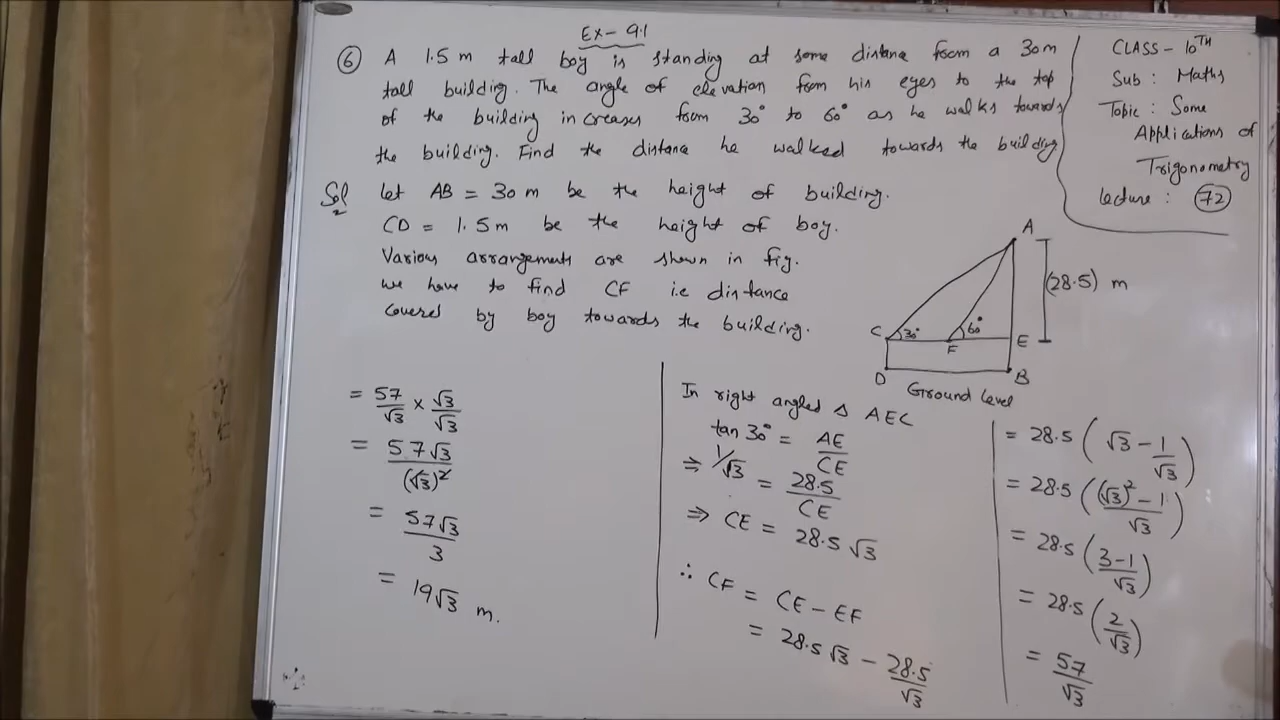 Ex- 9.1
⑥ A 1.5 m tall boy is standing at some distance from a 30m
tall building. The angle of elevation from his eyes to the top
of the building increases from 30° to 60° as he walks towards
the building. Find the distance he walked towards the building
CLASS- 10TH
Sub : Maths
Topic : Some
Applications of
Trigonometry
Lecture : 72
Sol
let AB = 30 m be the height of building.
CD = 1.5 m be the height of boy.
Various arrangements are shown in fig.
we have to find CF i.e distance
covered by boy towards the building.
A
(28.5) m
C 30° F 60° E
D B
Ground level
= 57/√3 × √3/√3
= 57√3/(√3)²
= 57√3/3
= 19√3 m.
In right angled Δ AEC
tan 30° = AE/CE
⇒ 1/√3 = 28.5/CE
⇒ CE = 28.5 √3
∴ CF = CE - EF
= 28.5 √3 - 28.5/√3
= 28.5 (√3 - 1/√3)
= 28.5 ((√3)² - 1/√3)
= 28.5 (3-1/√3)
= 28.5 (2/√3)
= 57/√3